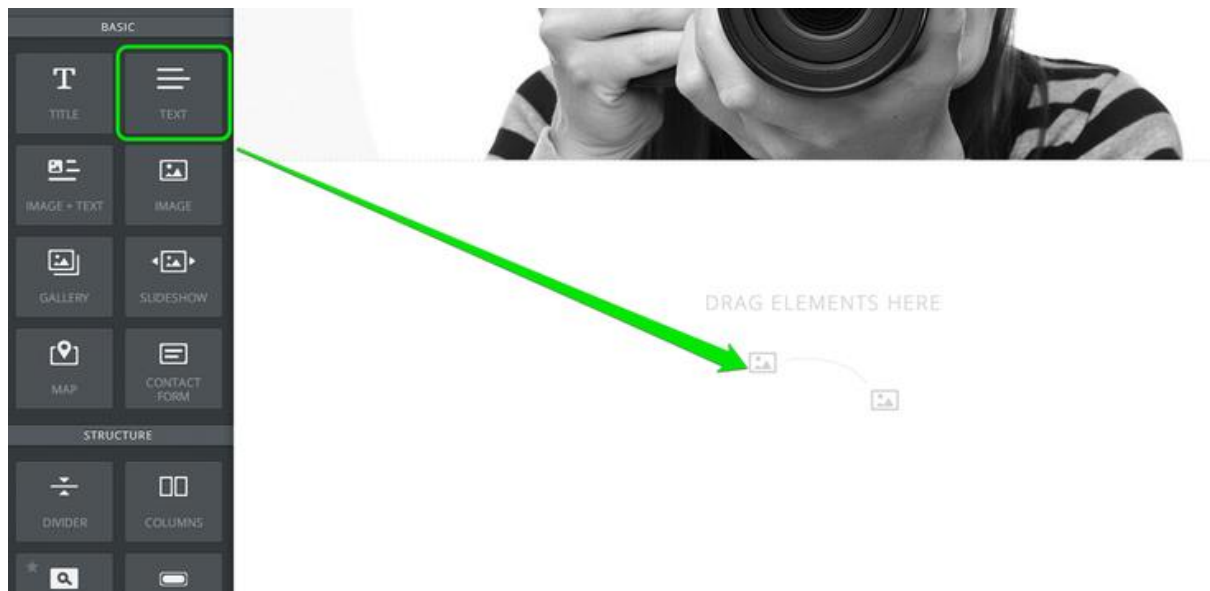 BASIC
TITLE
TEXT
IMAGE + TEXT
IMAGE
GALLERY
SLIDESHOW
MAP
CONTACT
FORM
STRUCTURE
DIVIDER
COLUMNS
DRAG ELEMENTS HERE